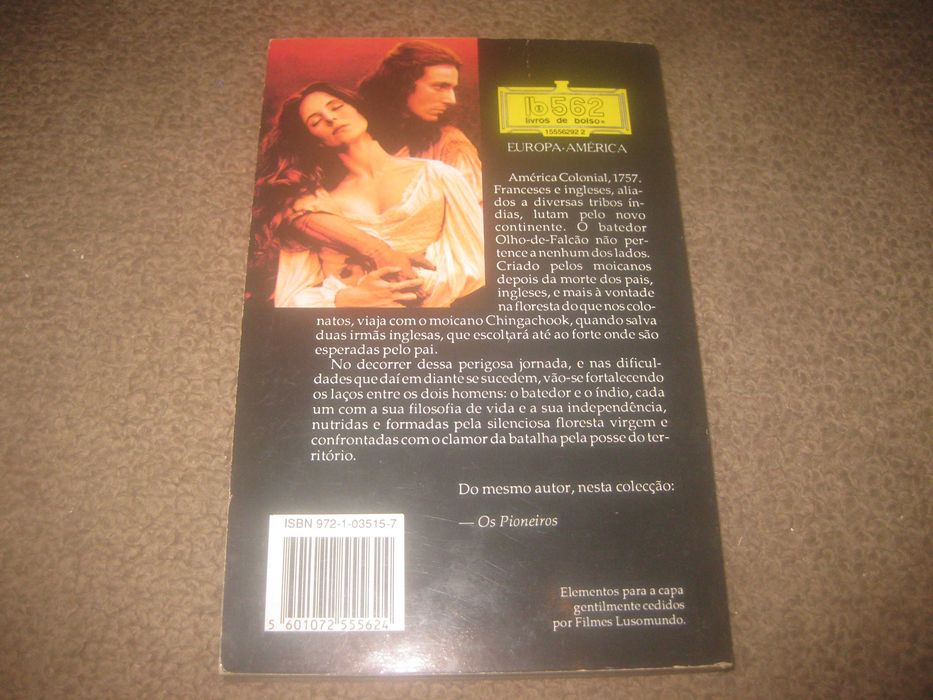 lb562
livros de bolso
15556292 2
EUROPA-AMÉRICA
América Colonial, 1757.
Franceses e ingleses, alia-
dos a diversas tribos ín-
dias, lutam pelo novo
continente. O batedor
Olho-de-Falcão não per-
tence a nenhum dos lados.
Criado pelos moicanos
depois da morte dos pais,
ingleses, e mais à vontade
na floresta do que nos colo-
natos, viaja com o moicano Chingachook, quando salva
duas irmãs inglesas, que escoltará até ao forte onde são
esperadas pelo pai.
No decorrer dessa perigosa jornada, e nas dificul-
dades que daí em diante se sucedem, vão-se fortalecendo
os laços entre os dois homens: o batedor e o índio, cada
um com a sua filosofia de vida e a sua independência,
nutridas e formadas pela silenciosa floresta virgem e
confrontadas com o clamor da batalha pela posse do ter-
ritório.
Do mesmo autor, nesta colecção:
— Os Pioneiros
ISBN 972-1-03515-7
5 601072 555624
Elementos para a capa
gentilmente cedidos
por Filmes Lusomundo.